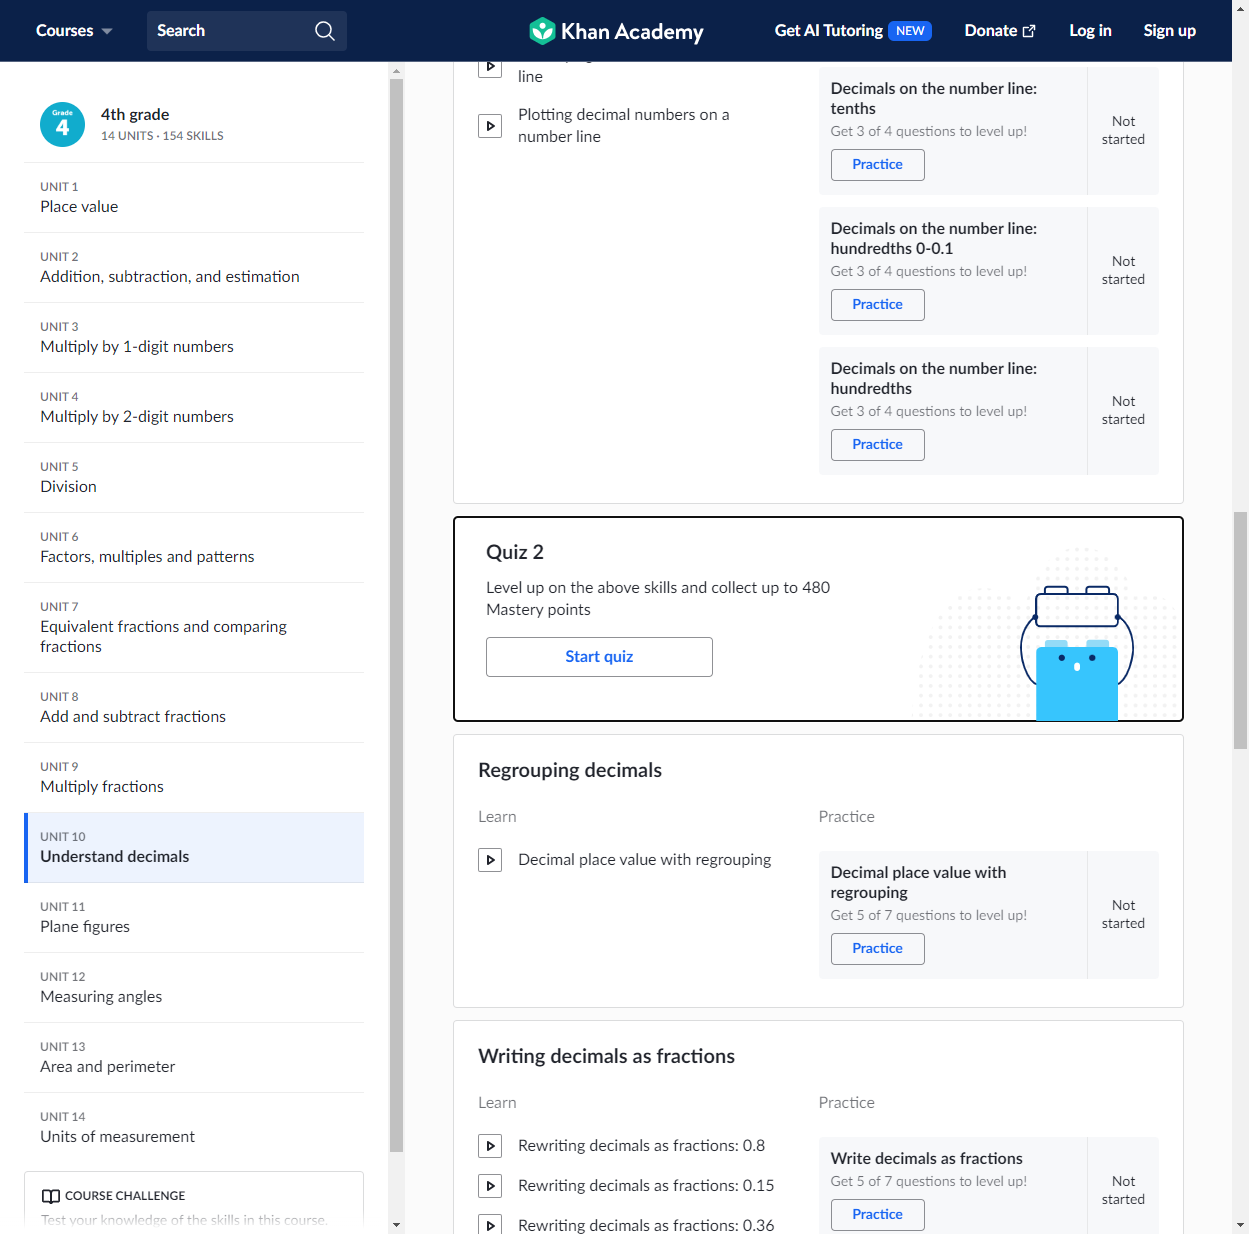 Courses
Search
Khan Academy
Get AI Tutoring NEW
Donate
Log in
Sign up
Grade
4
4th grade
14 UNITS · 154 SKILLS
UNIT 1
Place value
UNIT 2
Addition, subtraction, and estimation
UNIT 3
Multiply by 1-digit numbers
UNIT 4
Multiply by 2-digit numbers
UNIT 5
Division
UNIT 6
Factors, multiples and patterns
UNIT 7
Equivalent fractions and comparing
fractions
UNIT 8
Add and subtract fractions
UNIT 9
Multiply fractions
UNIT 10
Understand decimals
UNIT 11
Plane figures
UNIT 12
Measuring angles
UNIT 13
Area and perimeter
UNIT 14
Units of measurement
COURSE CHALLENGE
Test your knowledge of the skills in this course.
line
Plotting decimal numbers on a
number line
Decimals on the number line:
tenths
Get 3 of 4 questions to level up!
Practice
Not
started
Decimals on the number line:
hundredths 0-0.1
Get 3 of 4 questions to level up!
Practice
Not
started
Decimals on the number line:
hundredths
Get 3 of 4 questions to level up!
Practice
Not
started
Quiz 2
Level up on the above skills and collect up to 480
Mastery points
Start quiz
Regrouping decimals
Learn
Decimal place value with regrouping
Practice
Decimal place value with
regrouping
Get 5 of 7 questions to level up!
Practice
Not
started
Writing decimals as fractions
Learn
Rewriting decimals as fractions: 0.8
Rewriting decimals as fractions: 0.15
Rewriting decimals as fractions: 0.36
Practice
Write decimals as fractions
Get 5 of 7 questions to level up!
Practice
Not
started